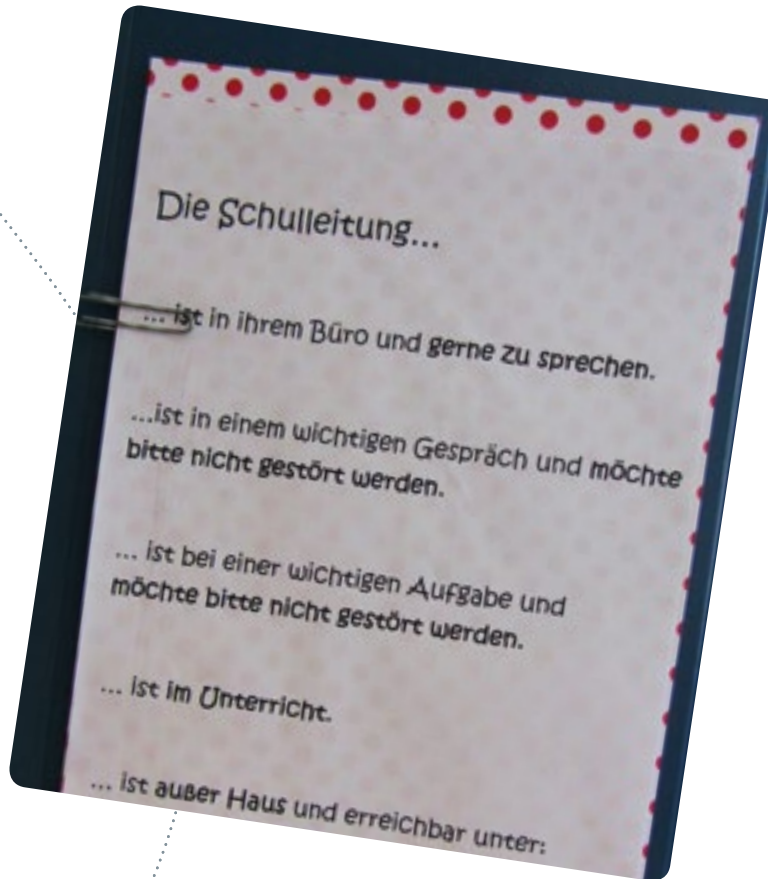 Die Schulleitung...
... ist in ihrem Büro und gerne zu sprechen.
...ist in einem wichtigen Gespräch und möchte
bitte nicht gestört werden.
... ist bei einer wichtigen Aufgabe und
möchte bitte nicht gestört werden.
... ist im Unterricht.
... ist außer Haus und erreichbar unter: